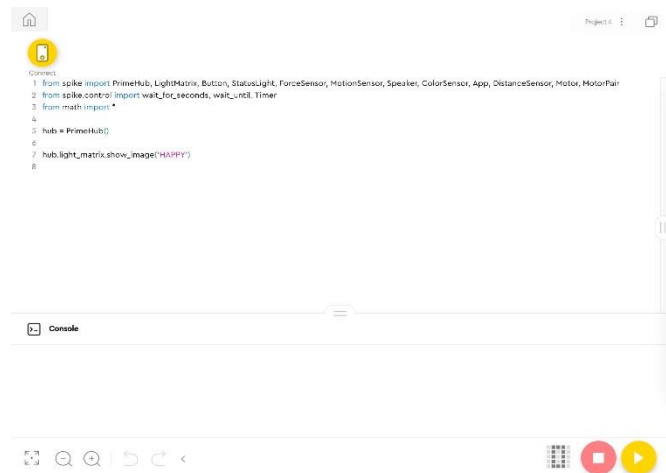 Project 4
Connect
1 from spike import PrimeHub, LightMatrix, Button, StatusLight, ForceSensor, MotionSensor, Speaker, ColorSensor, App, DistanceSensor, Motor, MotorPair
2 from spike.control import wait_for_seconds, wait_until, Timer
3 from math import *
4
5 hub = PrimeHub()
6
7 hub.light_matrix.show_image('HAPPY')
8
Console